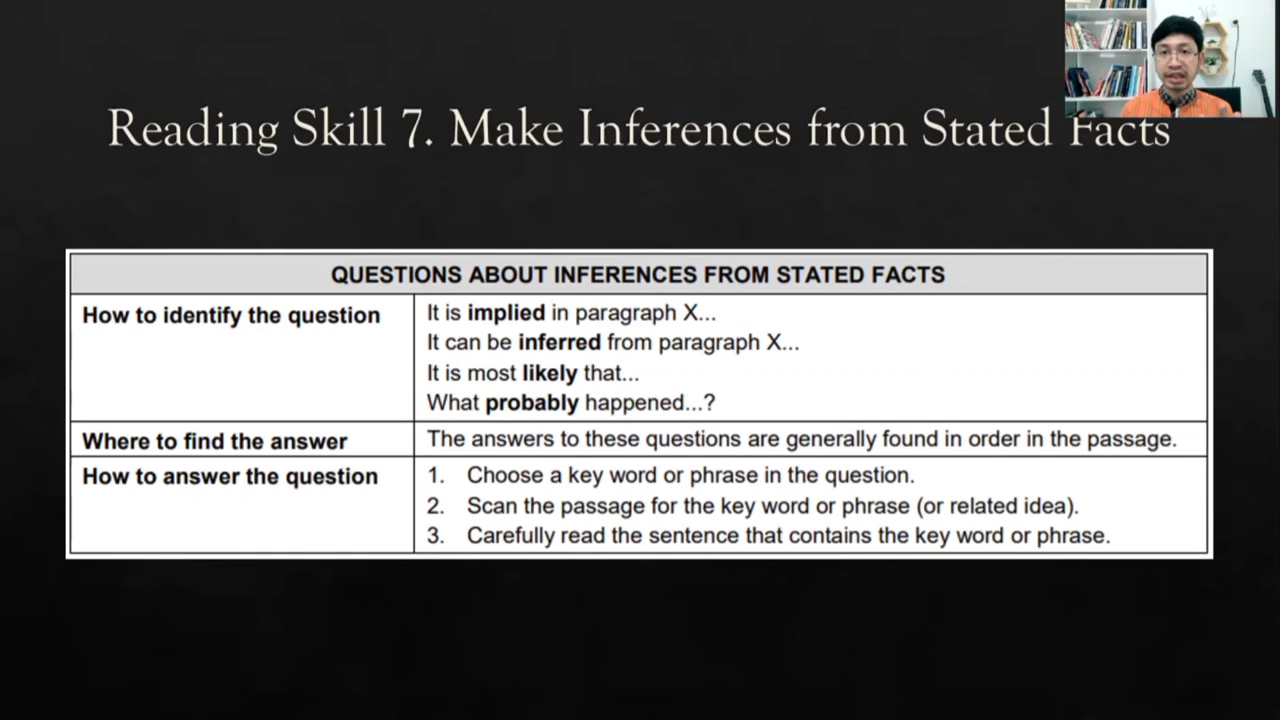 Reading Skill 7. Make Inferences from Stated Facts
QUESTIONS ABOUT INFERENCES FROM STATED FACTS
How to identify the question
It is implied in paragraph X...
It can be inferred from paragraph X...
It is most likely that...
What probably happened...?
Where to find the answer
The answers to these questions are generally found in order in the passage.
How to answer the question
1. Choose a key word or phrase in the question.
2. Scan the passage for the key word or phrase (or related idea).
3. Carefully read the sentence that contains the key word or phrase.